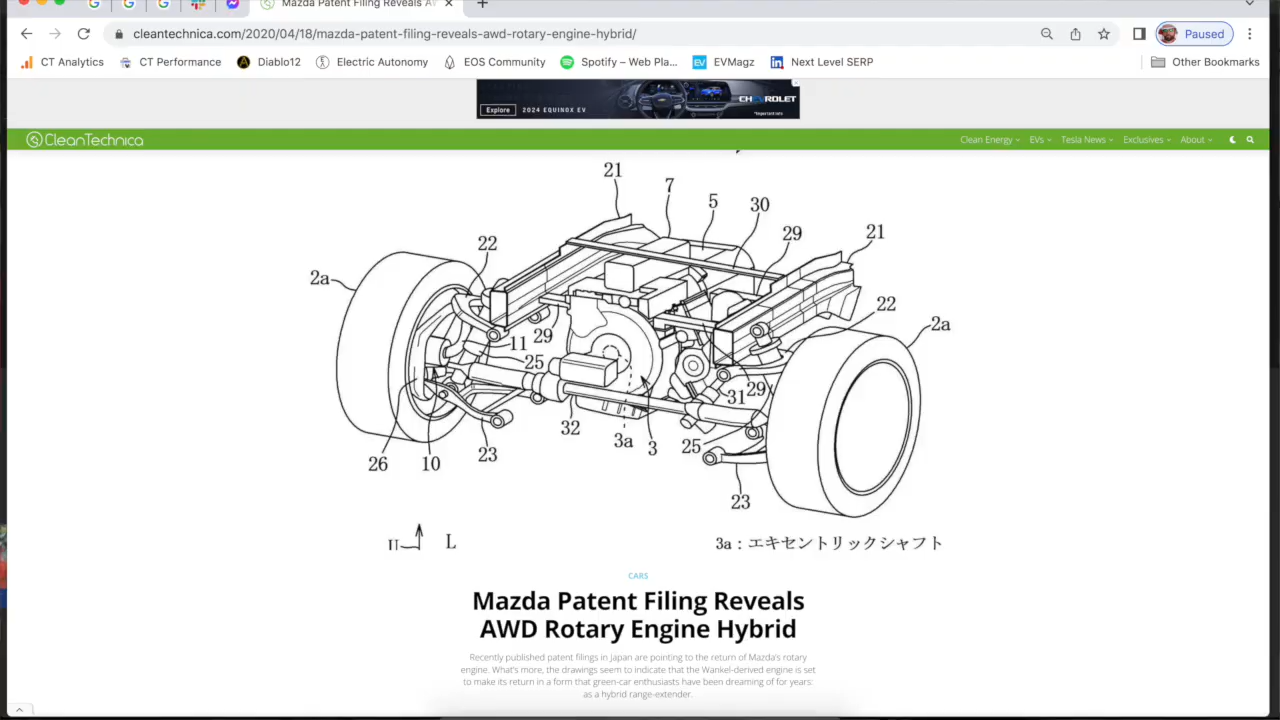 Mazda Patent Filing Reveals AW
cleantechnica.com/2020/04/18/mazda-patent-filing-reveals-awd-rotary-engine-hybrid/
Paused
CT Analytics
CT Performance
Diablo12
Electric Autonomy
EOS Community
Spotify – Web Pla...
EVMagz
Next Level SERP
Other Bookmarks
CHEVROLET
Explore
2024 EQUINOX EV
CleanTechnica
Clean Energy
EVs
Tesla News
Exclusives
About
21
7
5
30
29
21
22
2a
22
2a
11
29
25
31
29
32
3a
3
25
26
10
23
23
U
L
3a：エキセントリックシャフト
CARS
Mazda Patent Filing Reveals
AWD Rotary Engine Hybrid
Recently published patent filings in Japan are pointing to the return of Mazda's rotary
engine. What's more, the drawings seem to indicate that the Wankel-derived engine is set
to make its return in a form that green-car enthusiasts have been dreaming of for years:
as a hybrid range-extender.